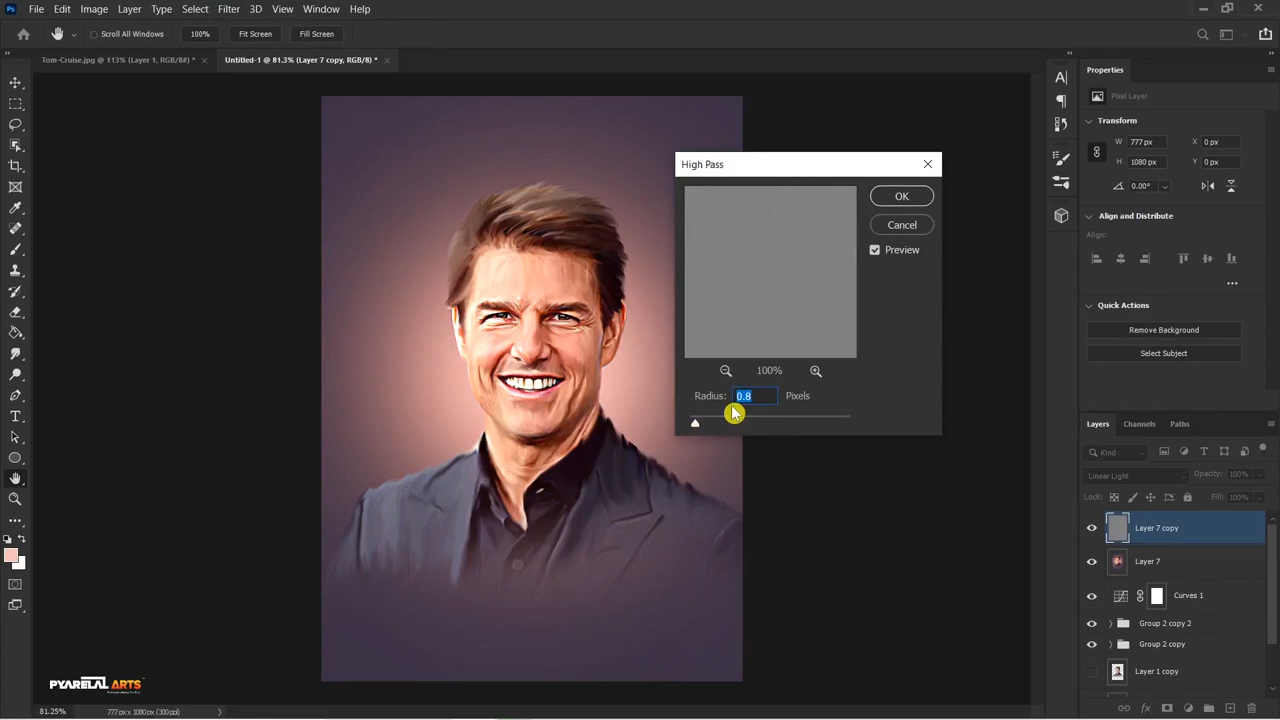 Ps File Edit Image Layer Type Select Filter 3D View Window Help
Scroll All Windows 100% Fit Screen Fill Screen
Tom-Cruise.jpg @ 113% (Layer 1, RGB/8#) * × Untitled-1 @ 81.3% (Layer 7 copy, RGB/8) * ×
Properties
Pixel Layer
Transform
W 777 px X 0 px
H 1080 px Y 0 px
0.00°
Align and Distribute
Align:
Quick Actions
Remove Background
Select Subject
High Pass
OK
Cancel
Preview
100%
Radius: 0.8 Pixels
Layers Channels Paths
Kind
Linear Light Opacity: 100%
Lock: Fill: 100%
Layer 7 copy
Layer 7
Curves 1
Group 2 copy 2
Group 2 copy
Layer 1 copy
PYARELAL ARTS
81.25% 777 px x 1080 px (300 ppi)